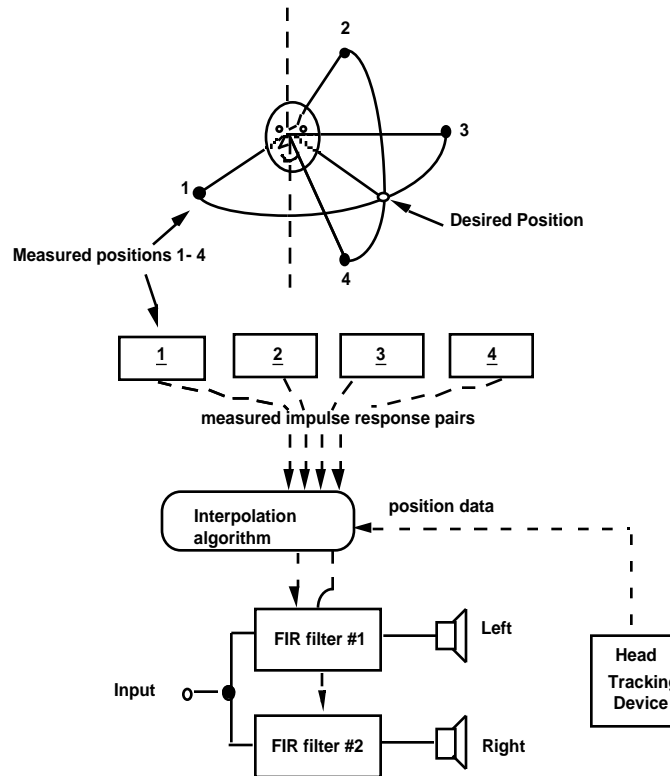 2
3
1
Desired Position
Measured positions 1- 4
4
1
2
3
4
measured impulse response pairs
position data
Interpolation
algorithm
Left
FIR filter #1
Head
Tracking
Device
Input
FIR filter #2
Right